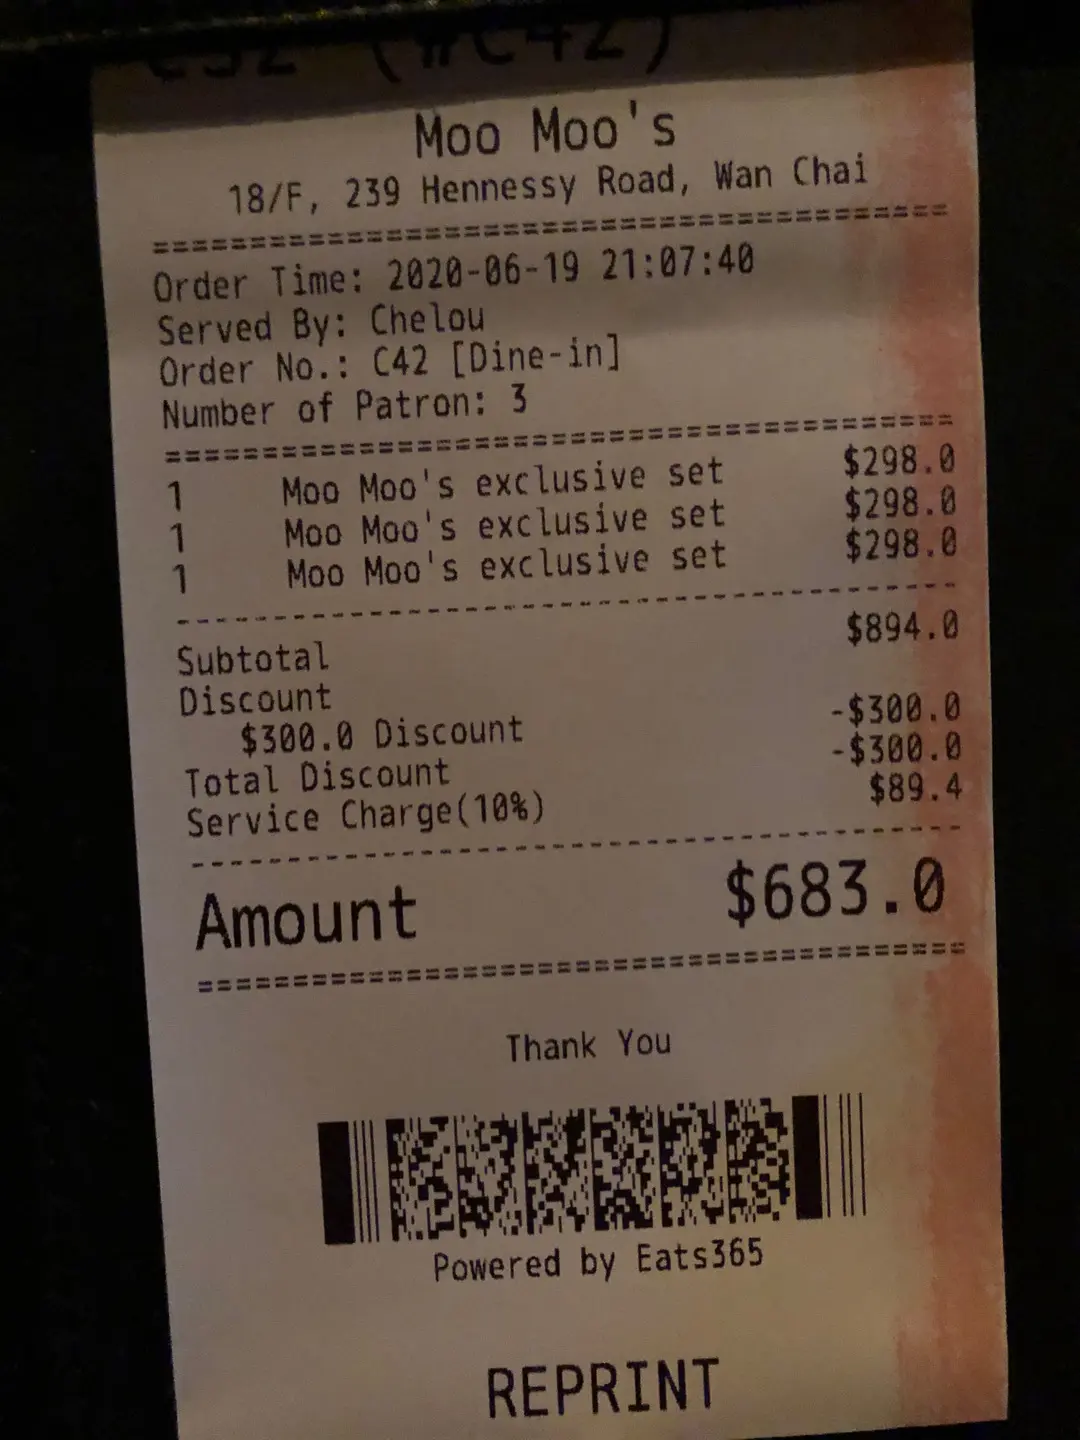 C32 (#C42)
Moo Moo's
18/F, 239 Hennessy Road, Wan Chai
========================================
Order Time: 2020-06-19 21:07:40
Served By: Chelou
Order No.: C42 [Dine-in]
Number of Patron: 3
========================================
1 Moo Moo's exclusive set $298.0
1 Moo Moo's exclusive set $298.0
1 Moo Moo's exclusive set $298.0
----------------------------------------
Subtotal $894.0
Discount
$300.0 Discount -$300.0
Total Discount -$300.0
Service Charge(10%) $89.4
----------------------------------------
Amount $683.0
========================================
Thank You
Powered by Eats365
REPRINT